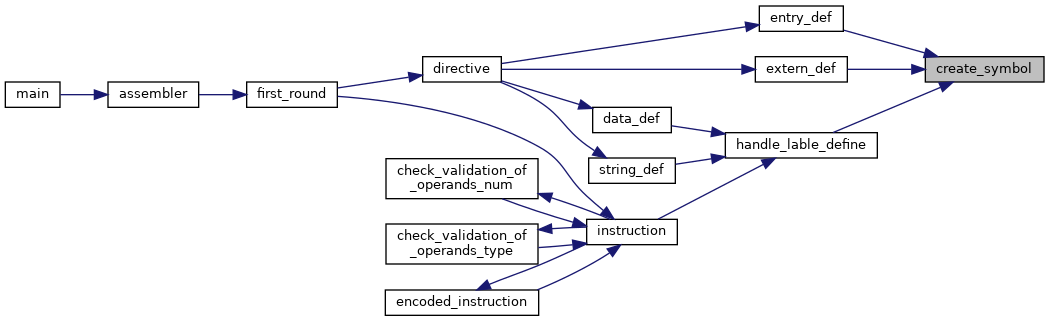 entry_def
directive
extern_def
create_symbol
main
assembler
first_round
data_def
handle_lable_define
string_def
check_validation_of
_operands_num
instruction
check_validation_of
_operands_type
encoded_instruction